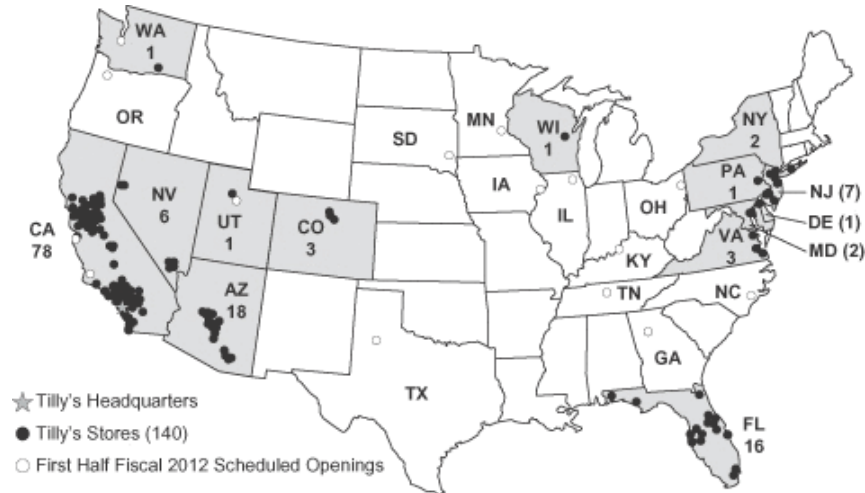 WA
1
OR
MN
WI
1
SD
NY
2
PA
1
NJ (7)
DE (1)
MD (2)
NV
6
UT
1
CO
3
IA
IL
OH
VA
3
CA
78
KY
AZ
18
TN
NC
GA
TX
FL
16
Tilly's Headquarters
Tilly's Stores (140)
First Half Fiscal 2012 Scheduled Openings